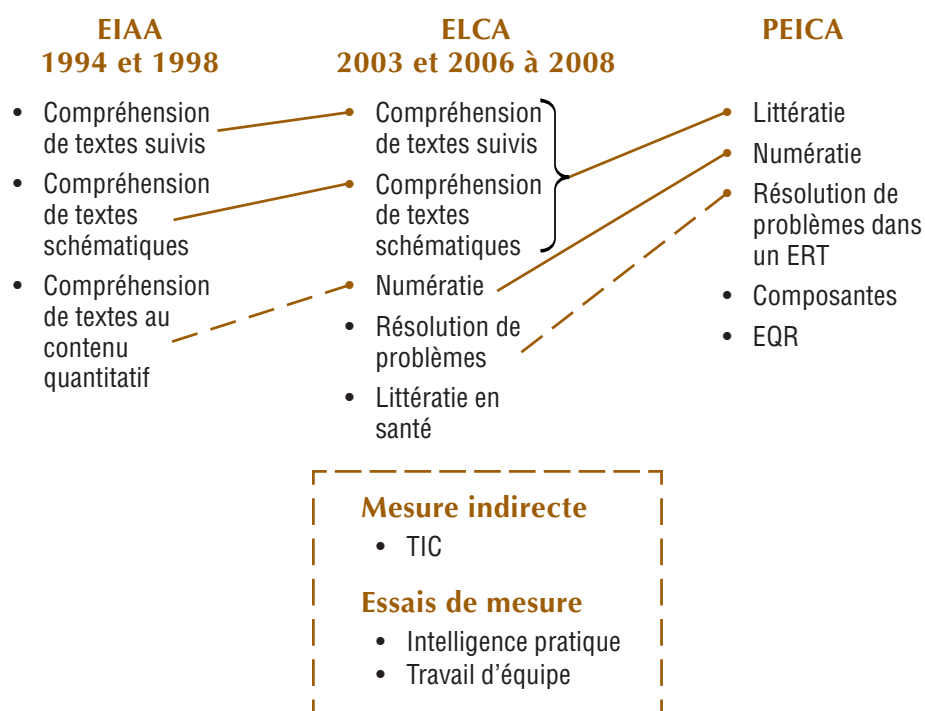 EIAA
1994 et 1998
• Compréhension
de textes suivis
• Compréhension
de textes
schématiques
• Compréhension
de textes au
contenu
quantitatif
ELCA
2003 et 2006 à 2008
• Compréhension
de textes suivis
• Compréhension
de textes
schématiques
• Numératie
• Résolution de
problèmes
• Littératie en
santé
PEICA
• Littératie
• Numératie
• Résolution de
problèmes dans
un ERT
• Composantes
• EQR
Mesure indirecte
• TIC
Essais de mesure
• Intelligence pratique
• Travail d’équipe